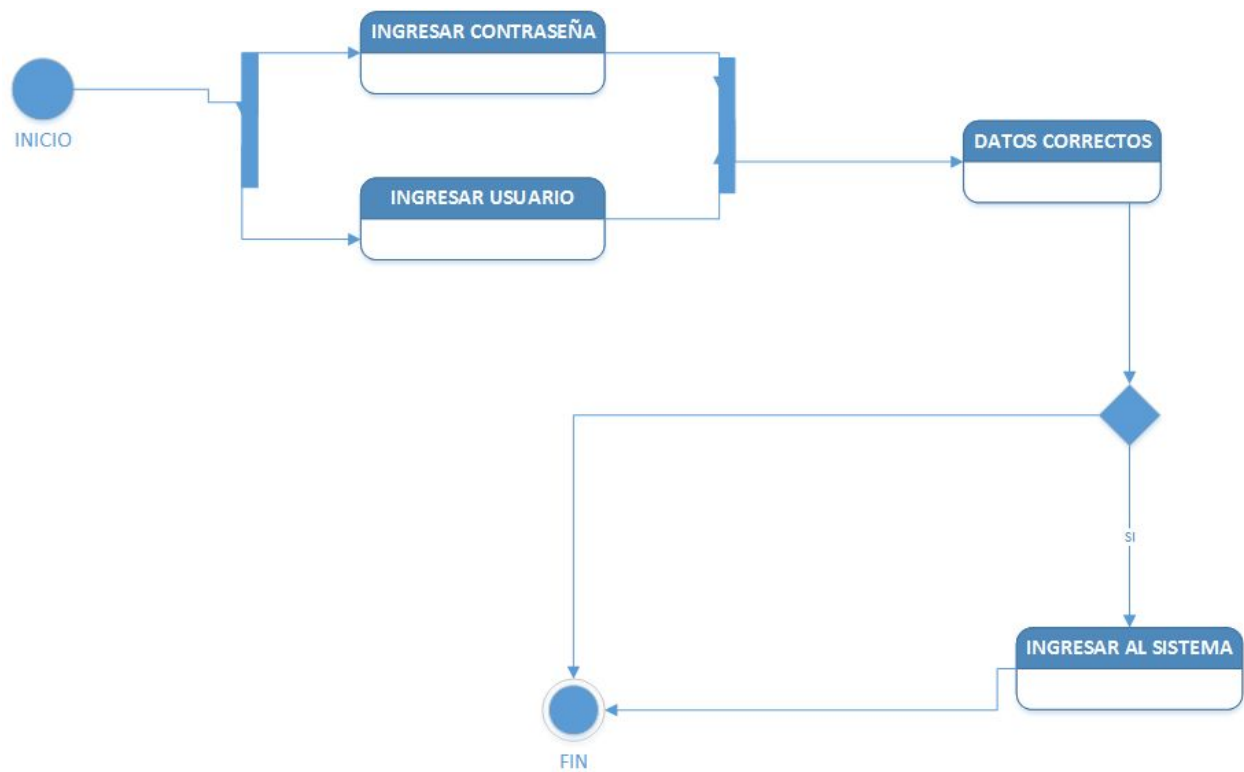 INGRESAR CONTRASEÑA
INICIO
DATOS CORRECTOS
INGRESAR USUARIO
SI
INGRESAR AL SISTEMA
FIN